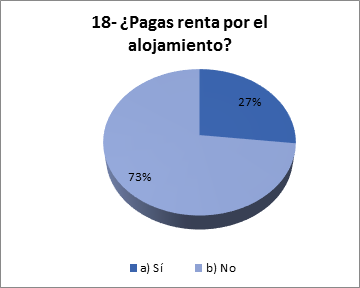 18- ¿Pagas renta por el
alojamiento?
27%
73%
a) Sí
b) No